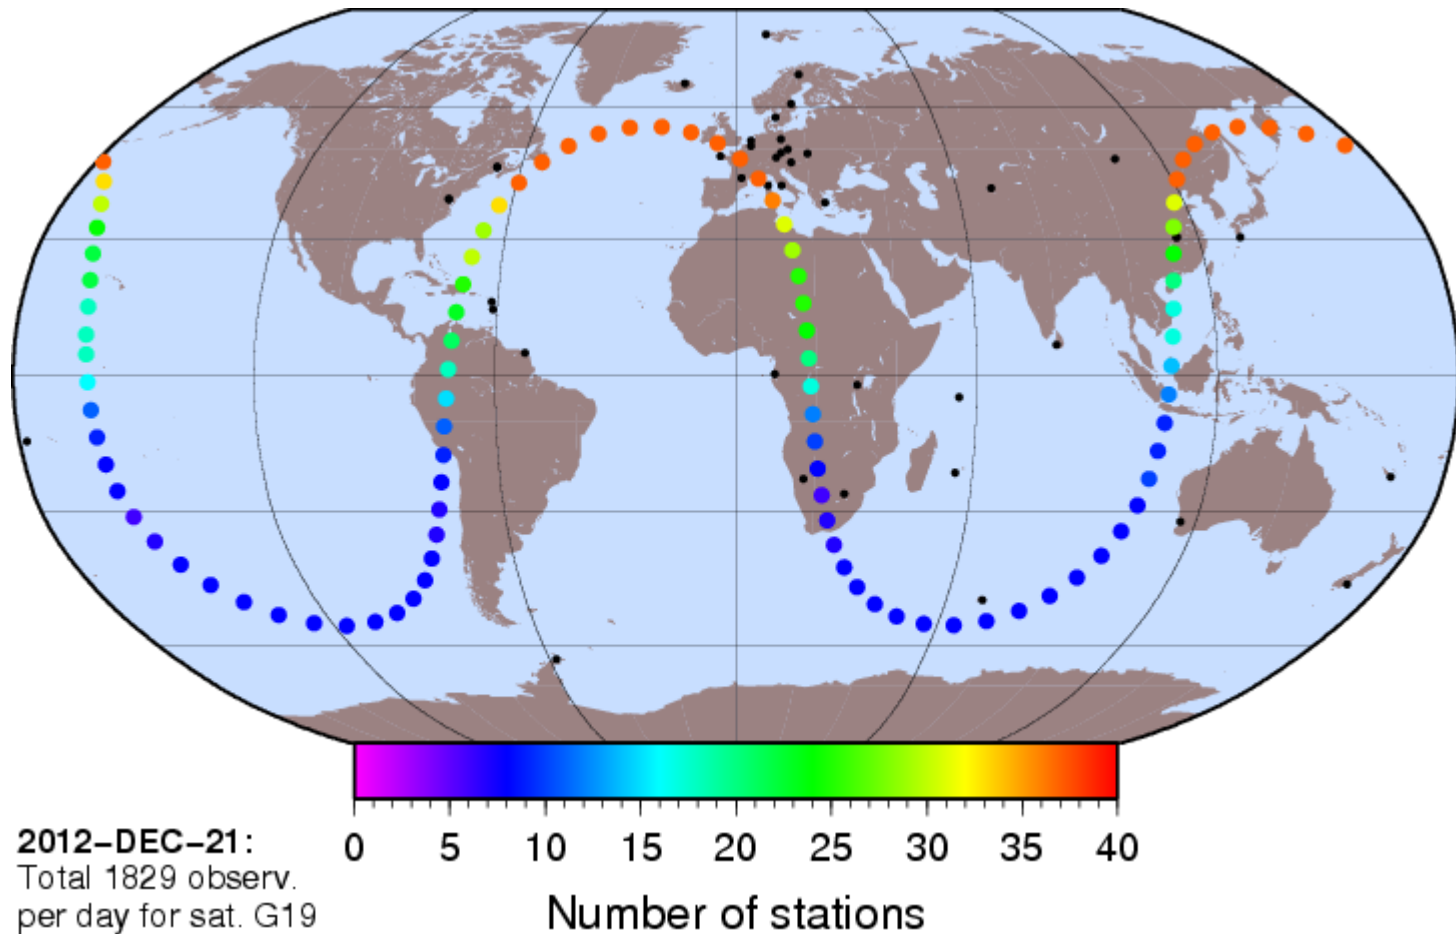 0 5 10 15 20 25 30 35 40
2012-DEC-21:
Total 1829 observ.
per day for sat. G19
Number of stations